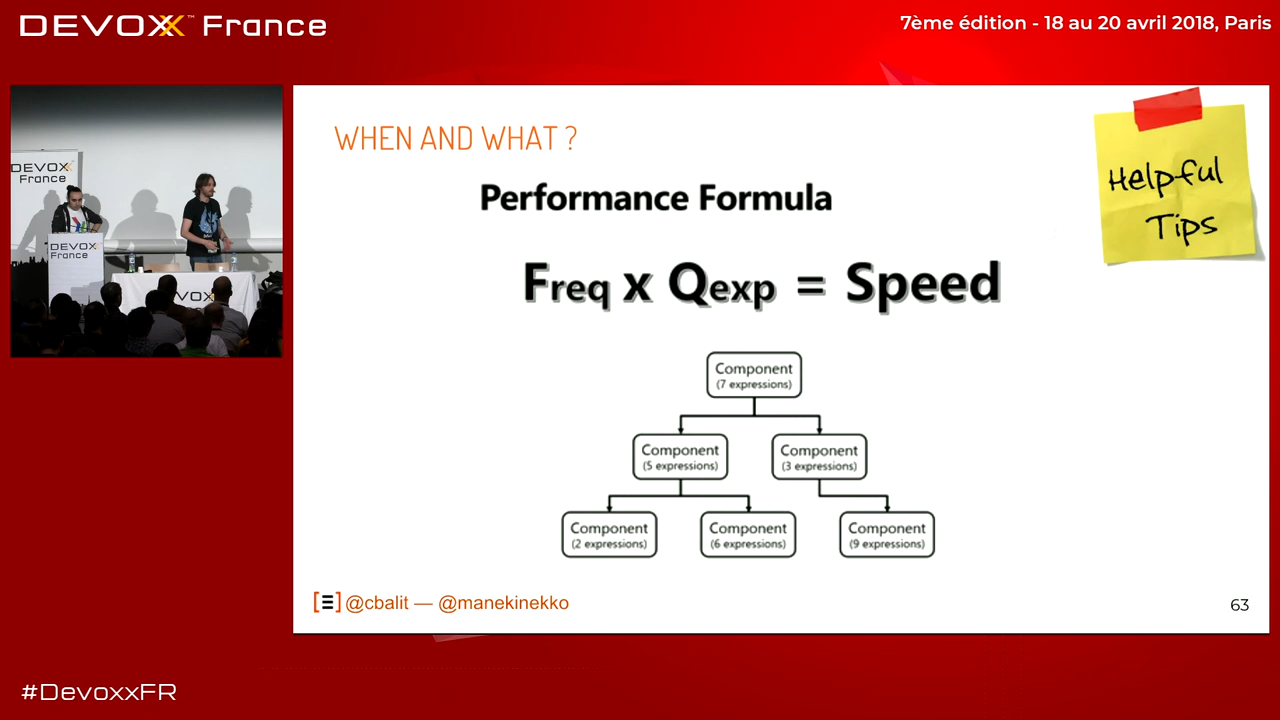 DEVOXX™ France
7ème édition - 18 au 20 avril 2018, Paris
DEVOXX
France
DEVOXX
France
VOX
WHEN AND WHAT ?
Helpful
Tips
Performance Formula
Freq x Qexp = Speed
Component
(7 expressions)
Component
(5 expressions)
Component
(3 expressions)
Component
(2 expressions)
Component
(6 expressions)
Component
(9 expressions)
@cbalit — @manekinekko
63
#DevoxxFR